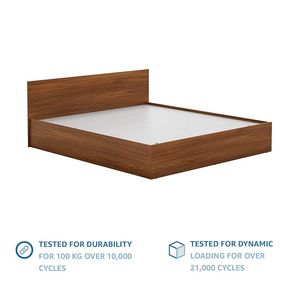 TESTED FOR DURABILITY
FOR 100 KG OVER 10,000
CYCLES
TESTED FOR DYNAMIC
LOADING FOR OVER
21,000 CYCLES